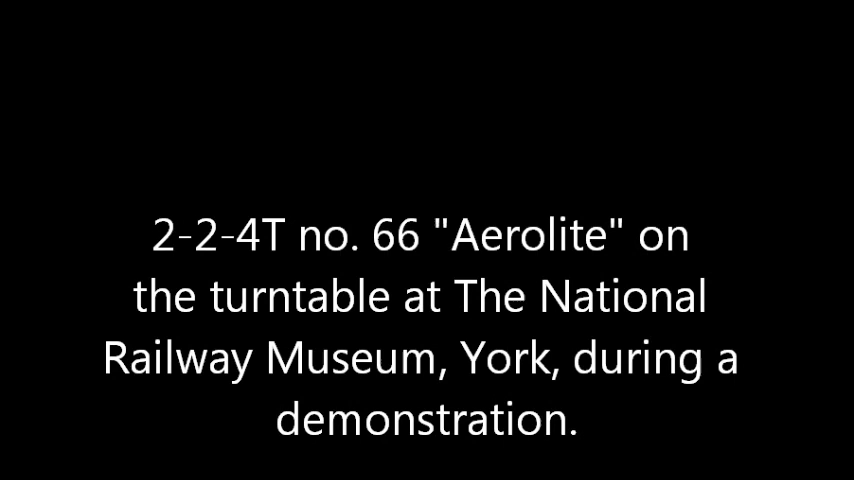 2-2-4T no. 66 "Aerolite" on
the turntable at The National
Railway Museum, York, during a
demonstration.